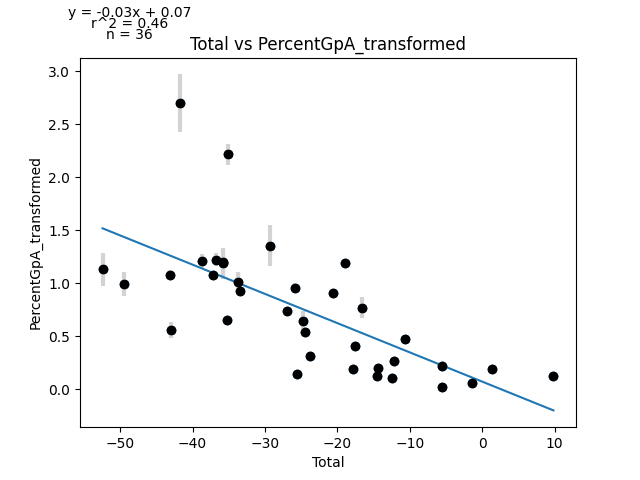 y = -0.03x + 0.07
r^2 = 0.46
n = 36
Total vs PercentGpA_transformed
3.0
2.5
2.0
1.5
1.0
0.5
0.0
PercentGpA_transformed
−50 −40 −30 −20 −10 0 10
Total